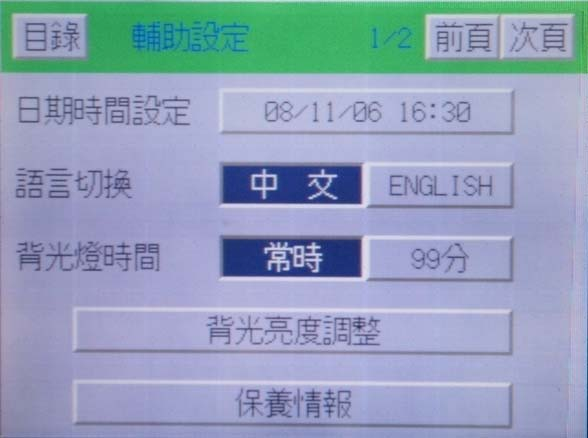 目錄 輔助設定 1/2 前頁 次頁
日期時間設定 08/11/06 16:30
語言切換 中文 ENGLISH
背光燈時間 常時 99分
背光亮度調整
保養情報